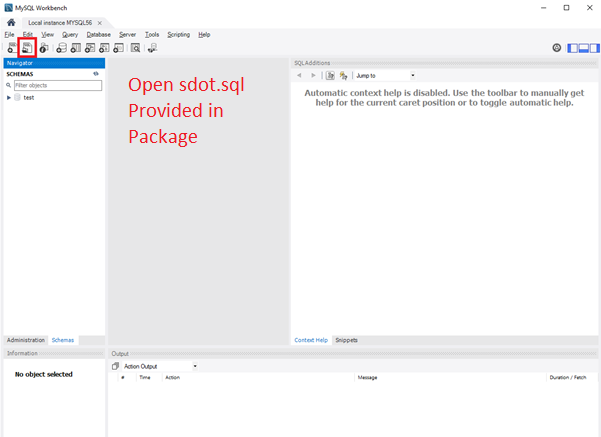 MySQL Workbench
Local instance MYSQL56
File Edit View Query Database Server Tools Scripting Help
Navigator
SCHEMAS
Filter objects
test
Open sdot.sql
Provided in
Package
SQLAdditions
Jump to
Automatic context help is disabled. Use the toolbar to manually get
help for the current caret position or to toggle automatic help.
Administration Schemas
Context Help Snippets
Information
No object selected
Output
Action Output
# Time Action Message Duration / Fetch